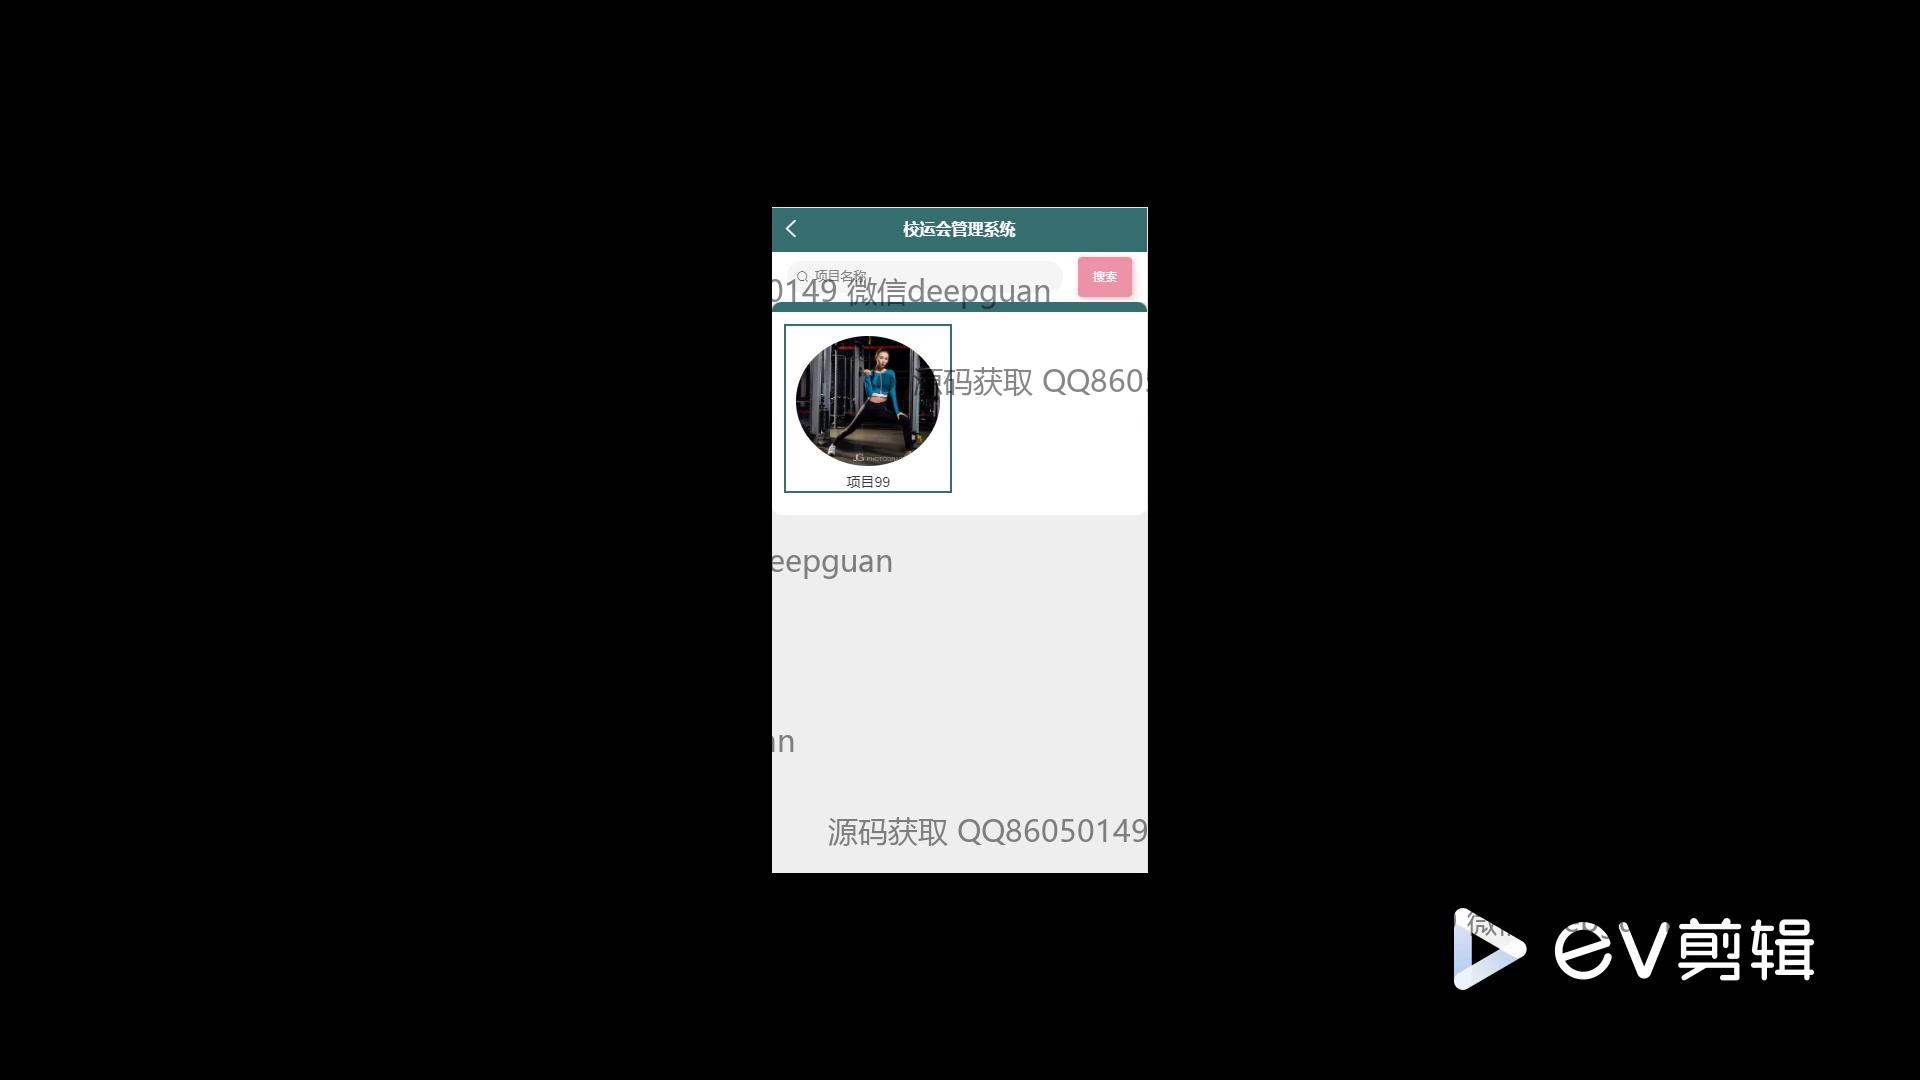 校运会管理系统
项目名称
搜索
0149 微信deepguan
源码获取 QQ8605
JG PHOTOGRA
项目99
eepguan
an
源码获取 QQ86050149
ev剪辑